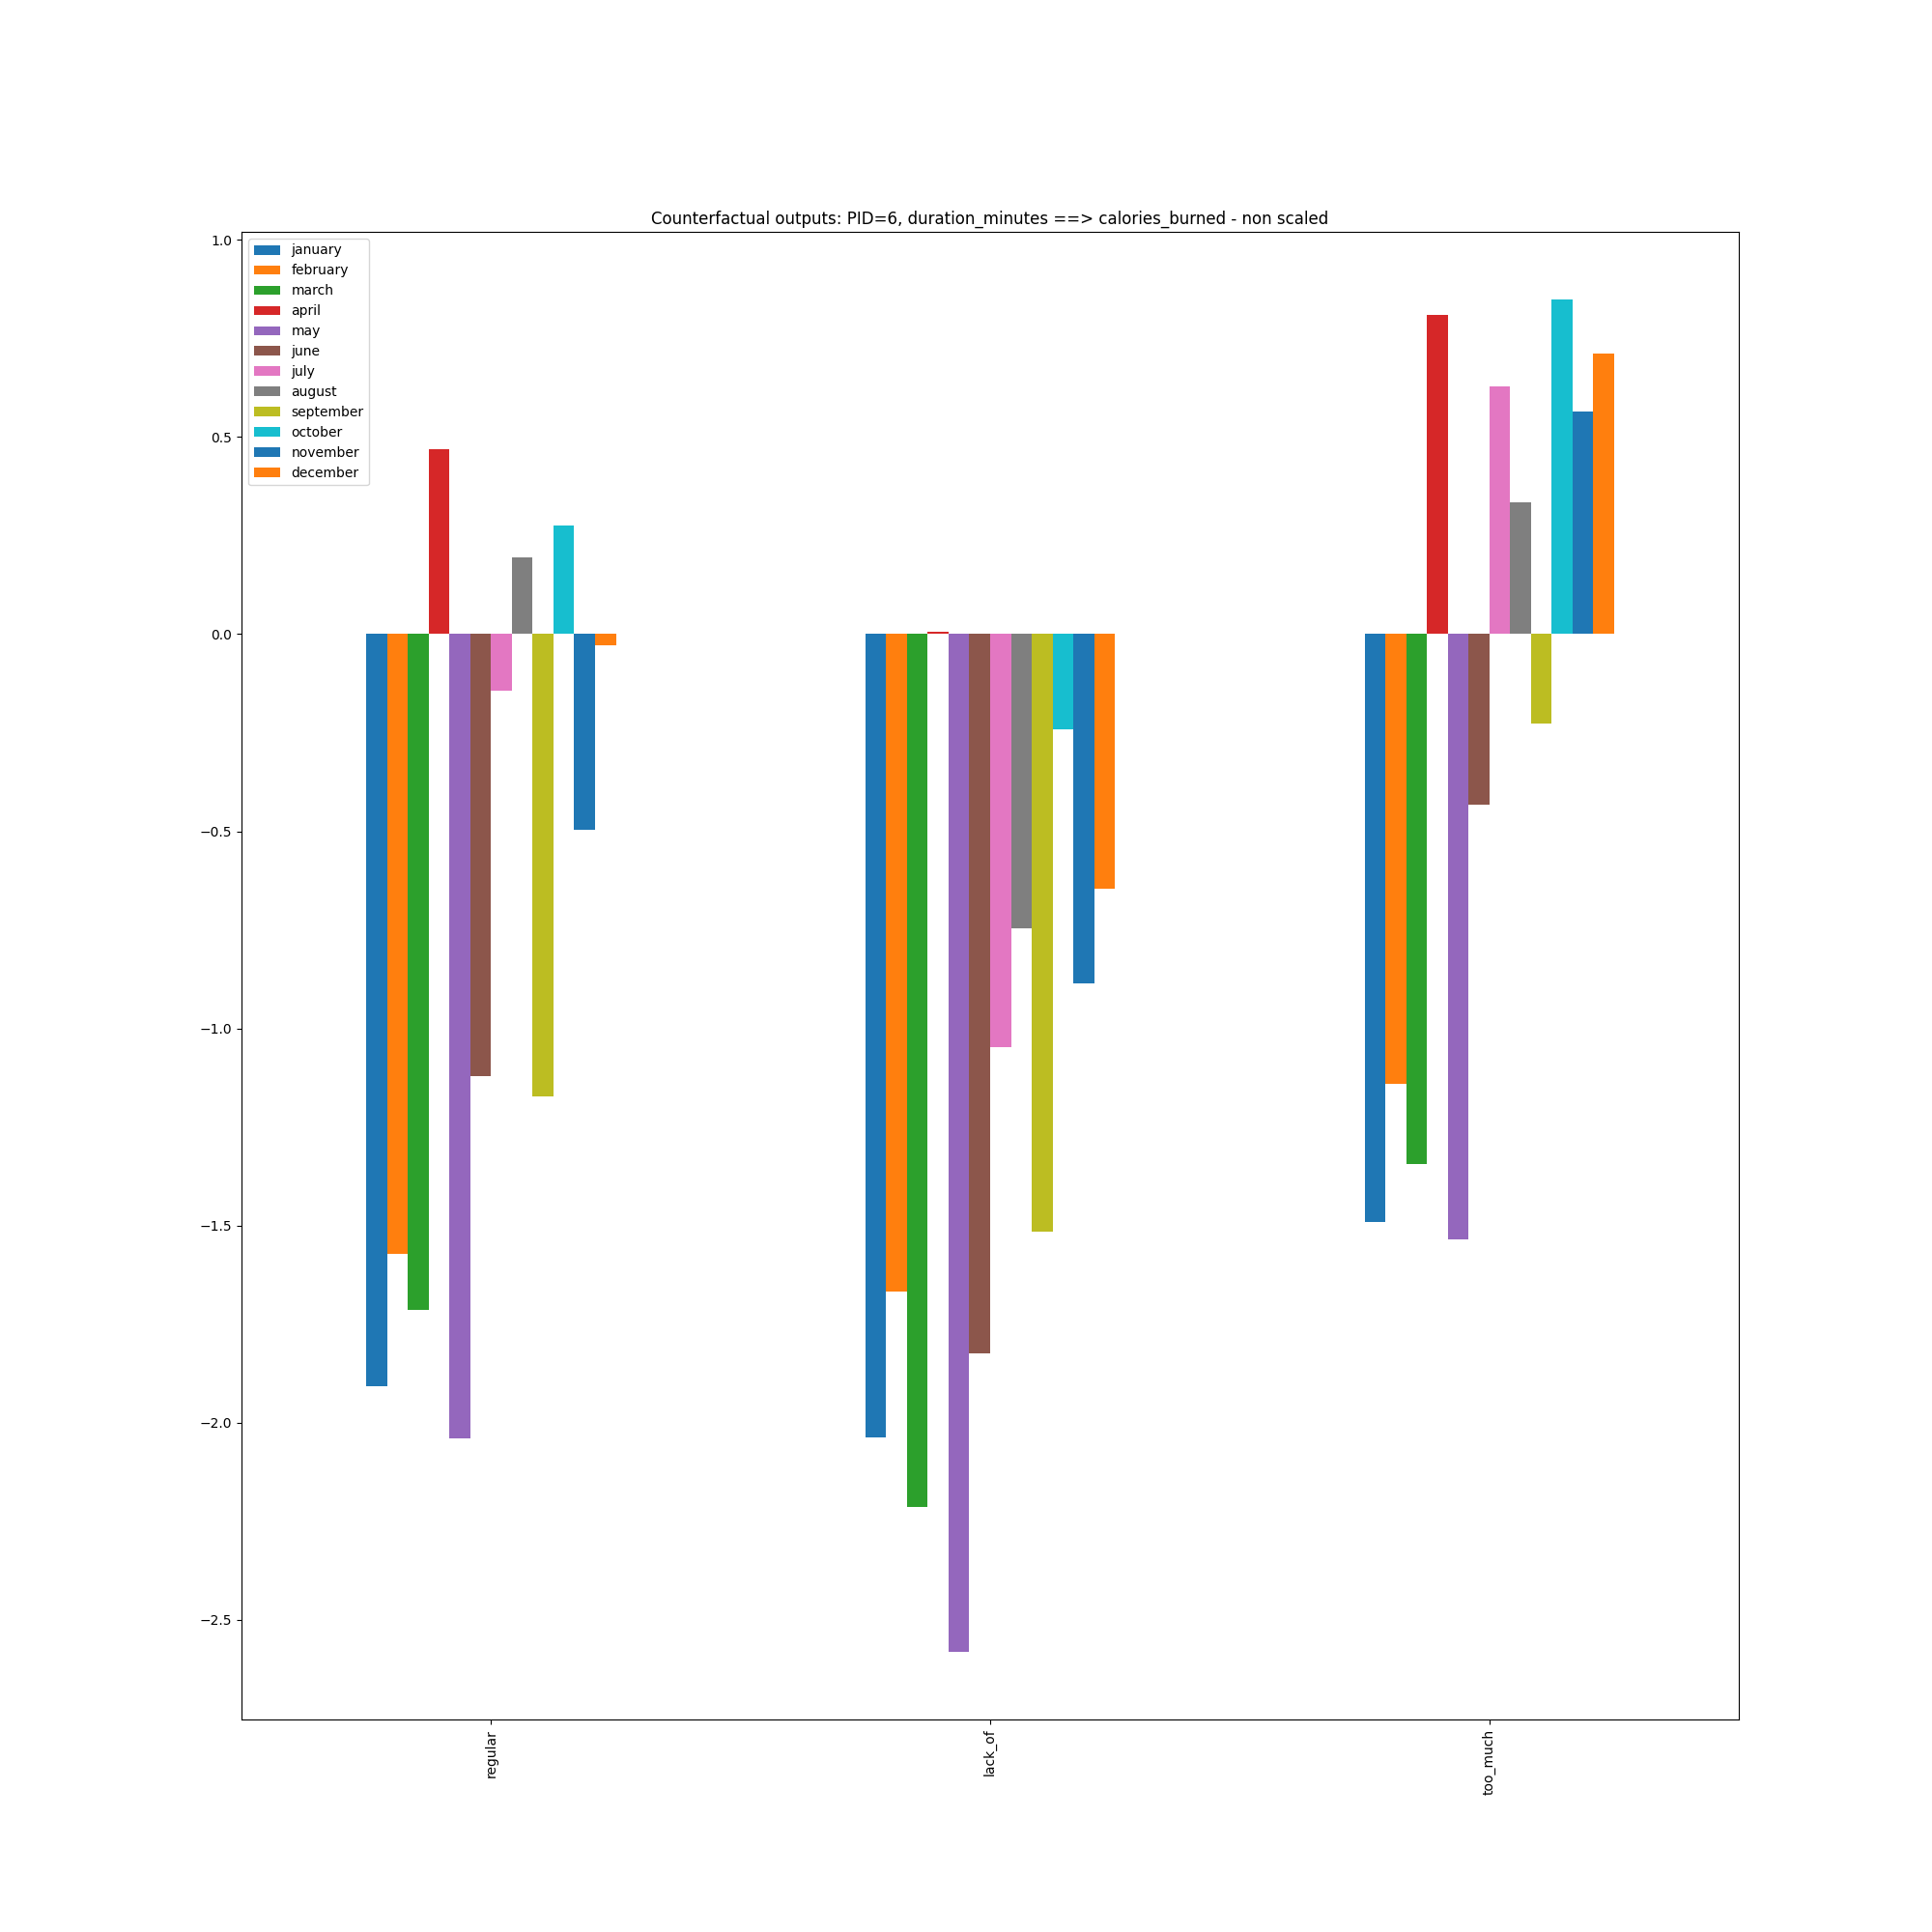 Counterfactual outputs: PID=6, duration_minutes ==> calories_burned - non scaled
january
february
march
april
may
june
july
august
september
october
november
december
1.0
0.5
0.0
−0.5
−1.0
−1.5
−2.0
−2.5
regular
lack_of
too_much